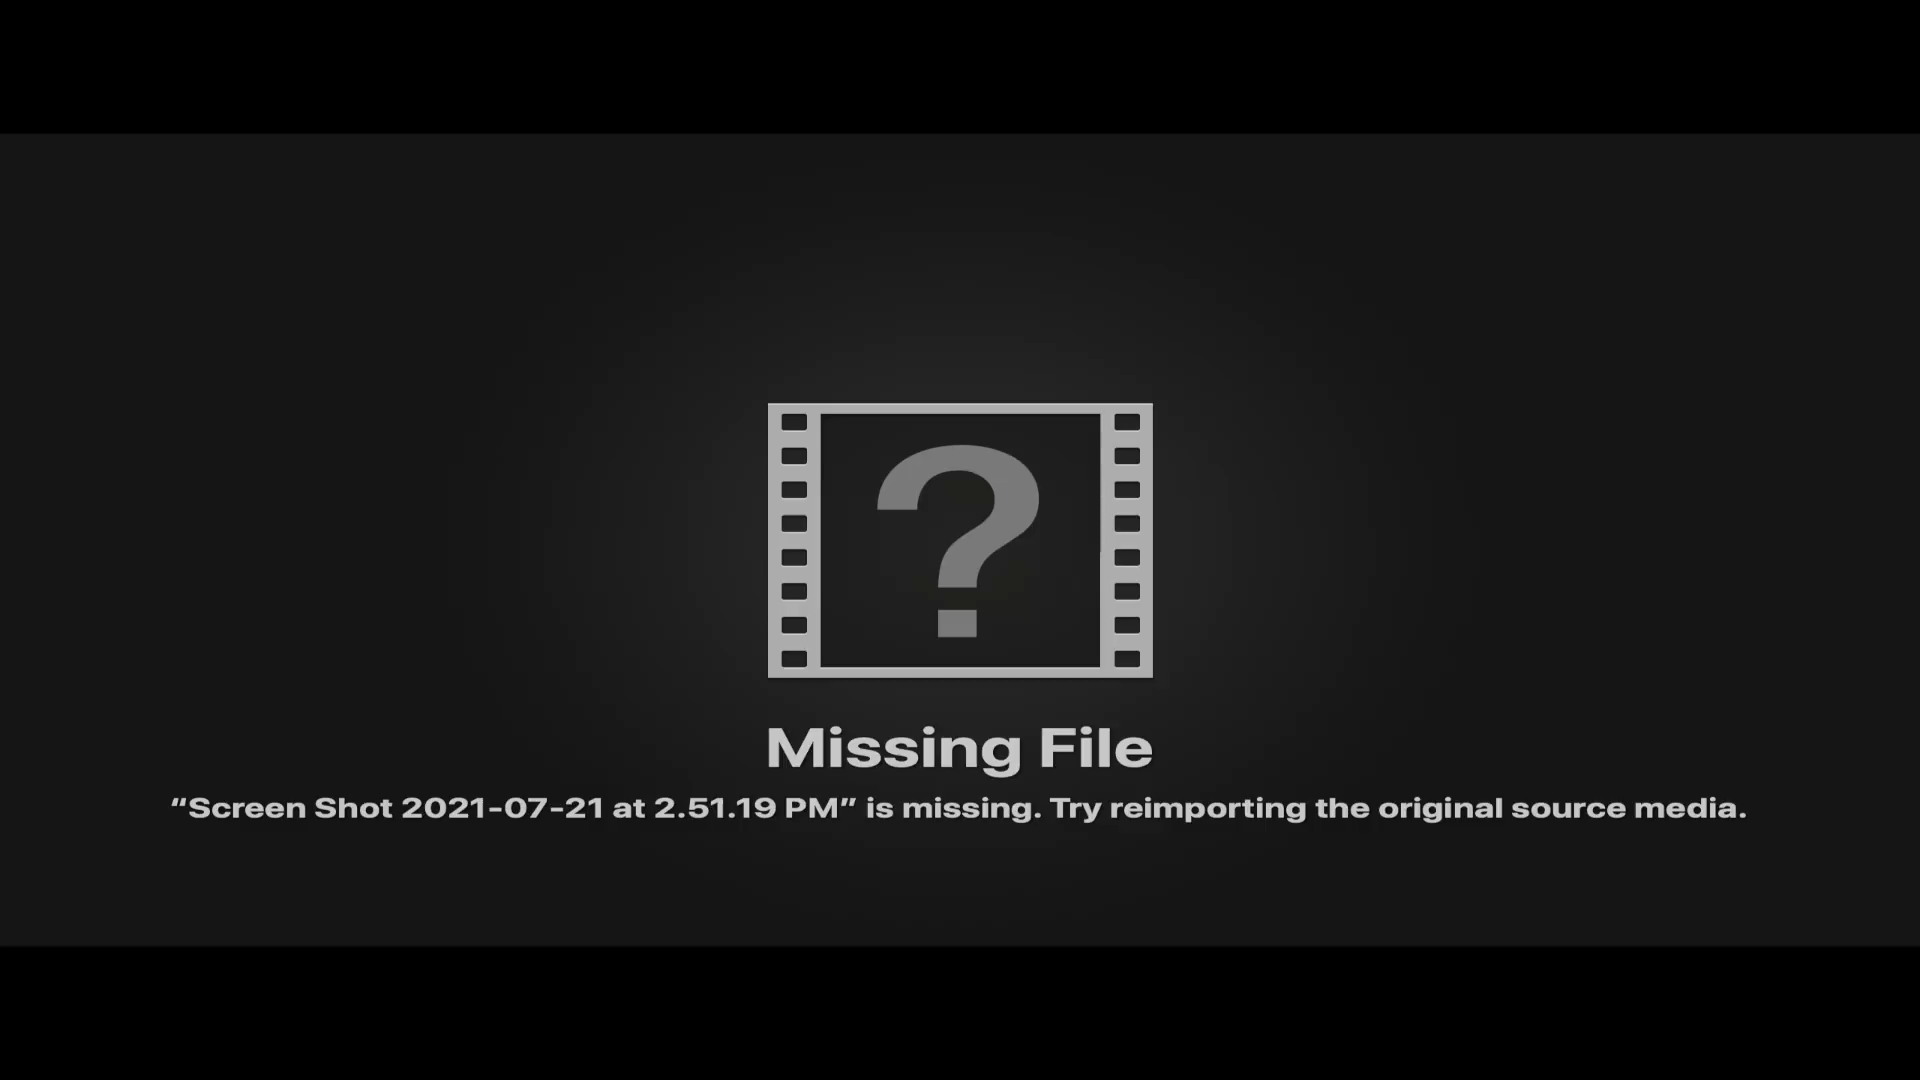 ?
Missing File
“Screen Shot 2021-07-21 at 2.51.19 PM” is missing. Try reimporting the original source media.